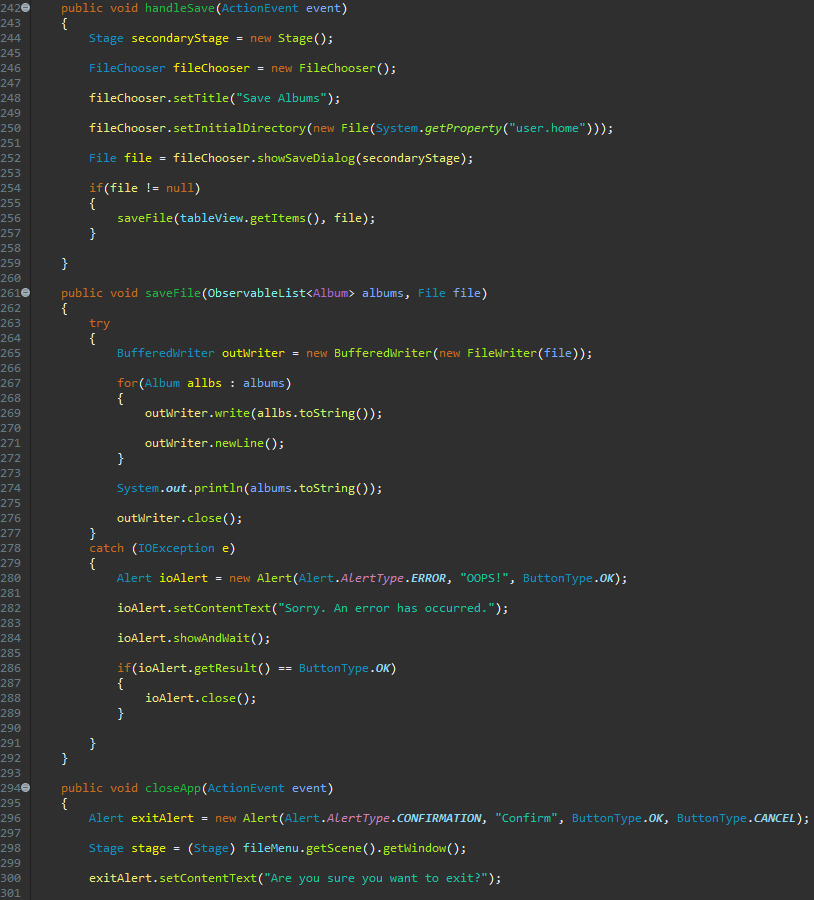 242 public void handleSave(ActionEvent event)
243 {
244 Stage secondaryStage = new Stage();
245
246 FileChooser fileChooser = new FileChooser();
247
248 fileChooser.setTitle("Save Albums");
249
250 fileChooser.setInitialDirectory(new File(System.getProperty("user.home")));
251
252 File file = fileChooser.showSaveDialog(secondaryStage);
253
254 if(file != null)
255 {
256 saveFile(tableView.getItems(), file);
257 }
258
259 }
260
261 public void saveFile(ObservableList<Album> albums, File file)
262 {
263 try
264 {
265 BufferedWriter outWriter = new BufferedWriter(new FileWriter(file));
266
267 for(Album allbs : albums)
268 {
269 outWriter.write(allbs.toString());
270
271 outWriter.newLine();
272 }
273
274 System.out.println(albums.toString());
275
276 outWriter.close();
277 }
278 catch (IOException e)
279 {
280 Alert ioAlert = new Alert(Alert.AlertType.ERROR, "OOPS!", ButtonType.OK);
281
282 ioAlert.setContentText("Sorry. An error has occurred.");
283
284 ioAlert.showAndWait();
285
286 if(ioAlert.getResult() == ButtonType.OK)
287 {
288 ioAlert.close();
289 }
290
291 }
292 }
293
294 public void closeApp(ActionEvent event)
295 {
296 Alert exitAlert = new Alert(Alert.AlertType.CONFIRMATION, "Confirm", ButtonType.OK, ButtonType.CANCEL);
297
298 Stage stage = (Stage) fileMenu.getScene().getWindow();
299
300 exitAlert.setContentText("Are you sure you want to exit?");
301